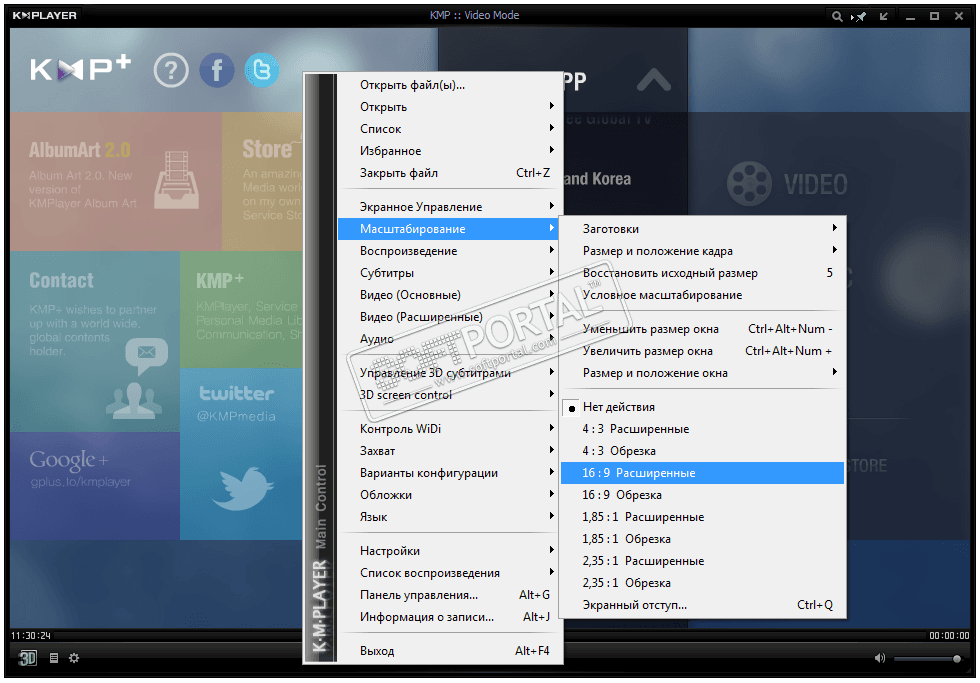 K▸MPLAYER
KMP :: Video Mode
KMP+
?
f
PP
ee Global TV
and Korea
AlbumArt 2.0
Album Art 2.0. New
version of
KMPlayer Album Art
Store
An amazin
Media wor
on my own
Service Sto
VIDEO
Contact
KMP+ wishes to partner
up with a world wide,
global contents
holder.
KMP+
KMPlayer, Service
Personal Media Lib
Communication, Sh
twitter
@KMPmedia
Google+
gplus.to/kmplayer
STORE
Открыть файл(ы)...
Открыть
Список
Избранное
Закрыть файл Ctrl+Z
Экранное Управление
Масштабирование
Воспроизведение
Субтитры
Видео (Основные)
Видео (Расширенные)
Аудио
Управление 3D субтитрами
3D screen control
Контроль WiDi
Захват
Варианты конфигурации
Обложки
Язык
Настройки
Список воспроизведения
Панель управления... Alt+G
Информация о записи... Alt+J
Выход Alt+F4
K·M·PLAYER Main Control
Заготовки
Размер и положение кадра
Восстановить исходный размер 5
Условное масштабирование
Уменьшить размер окна Ctrl+Alt+Num -
Увеличить размер окна Ctrl+Alt+Num +
Размер и положение окна
Нет действия
4 : 3 Расширенные
4 : 3 Обрезка
16 : 9 Расширенные
16 : 9 Обрезка
1,85 : 1 Расширенные
1,85 : 1 Обрезка
2,35 : 1 Расширенные
2,35 : 1 Обрезка
Экранный отступ... Ctrl+Q
SOFTPORTAL™
www.softportal.com
11:30:24
00:00:00
3D